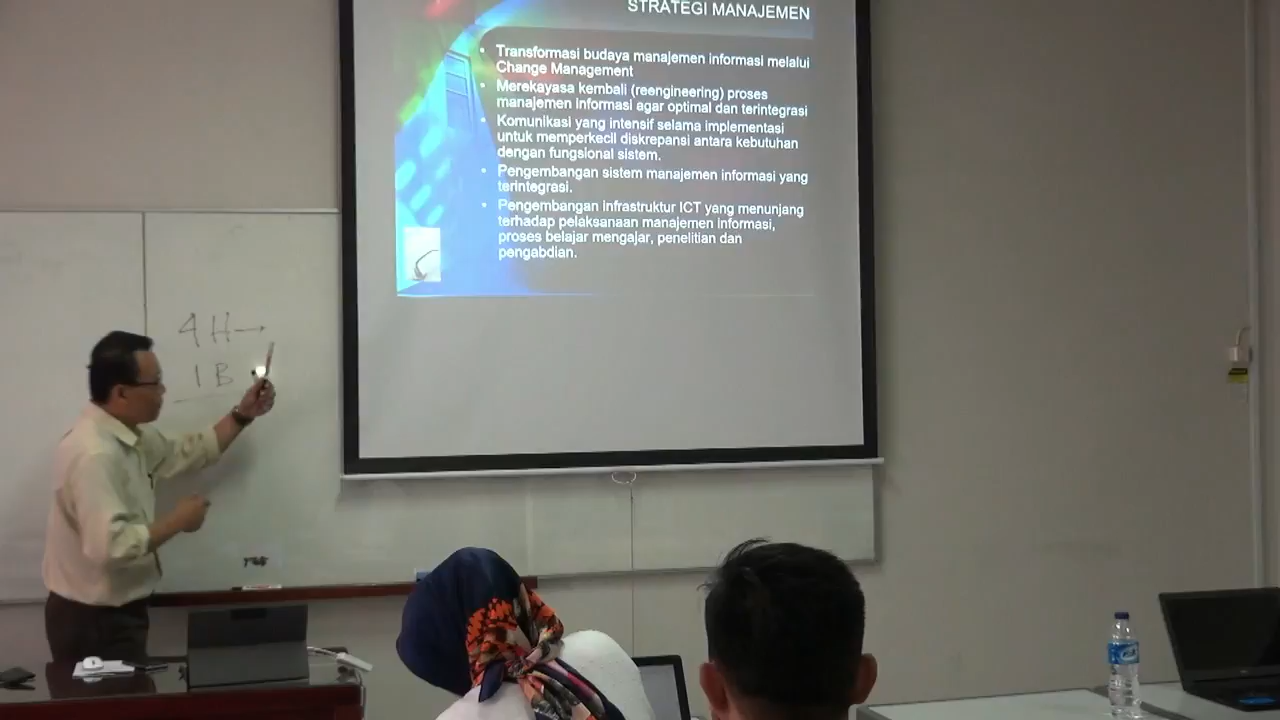 STRATEGI MANAJEMEN
• Transformasi budaya manajemen informasi melalui
Change Management
• Merekayasa kembali (reengineering) proses
manajemen informasi agar optimal dan terintegrasi
• Komunikasi yang intensif selama implementasi
untuk memperkecil diskrepansi antara kebutuhan
dengan fungsional sistem.
• Pengembangan sistem manajemen informasi yang
terintegrasi.
• Pengembangan infrastruktur ICT yang menunjang
terhadap pelaksanaan manajemen informasi,
proses belajar mengajar, penelitian dan
pengabdian.
4 H →
1 B